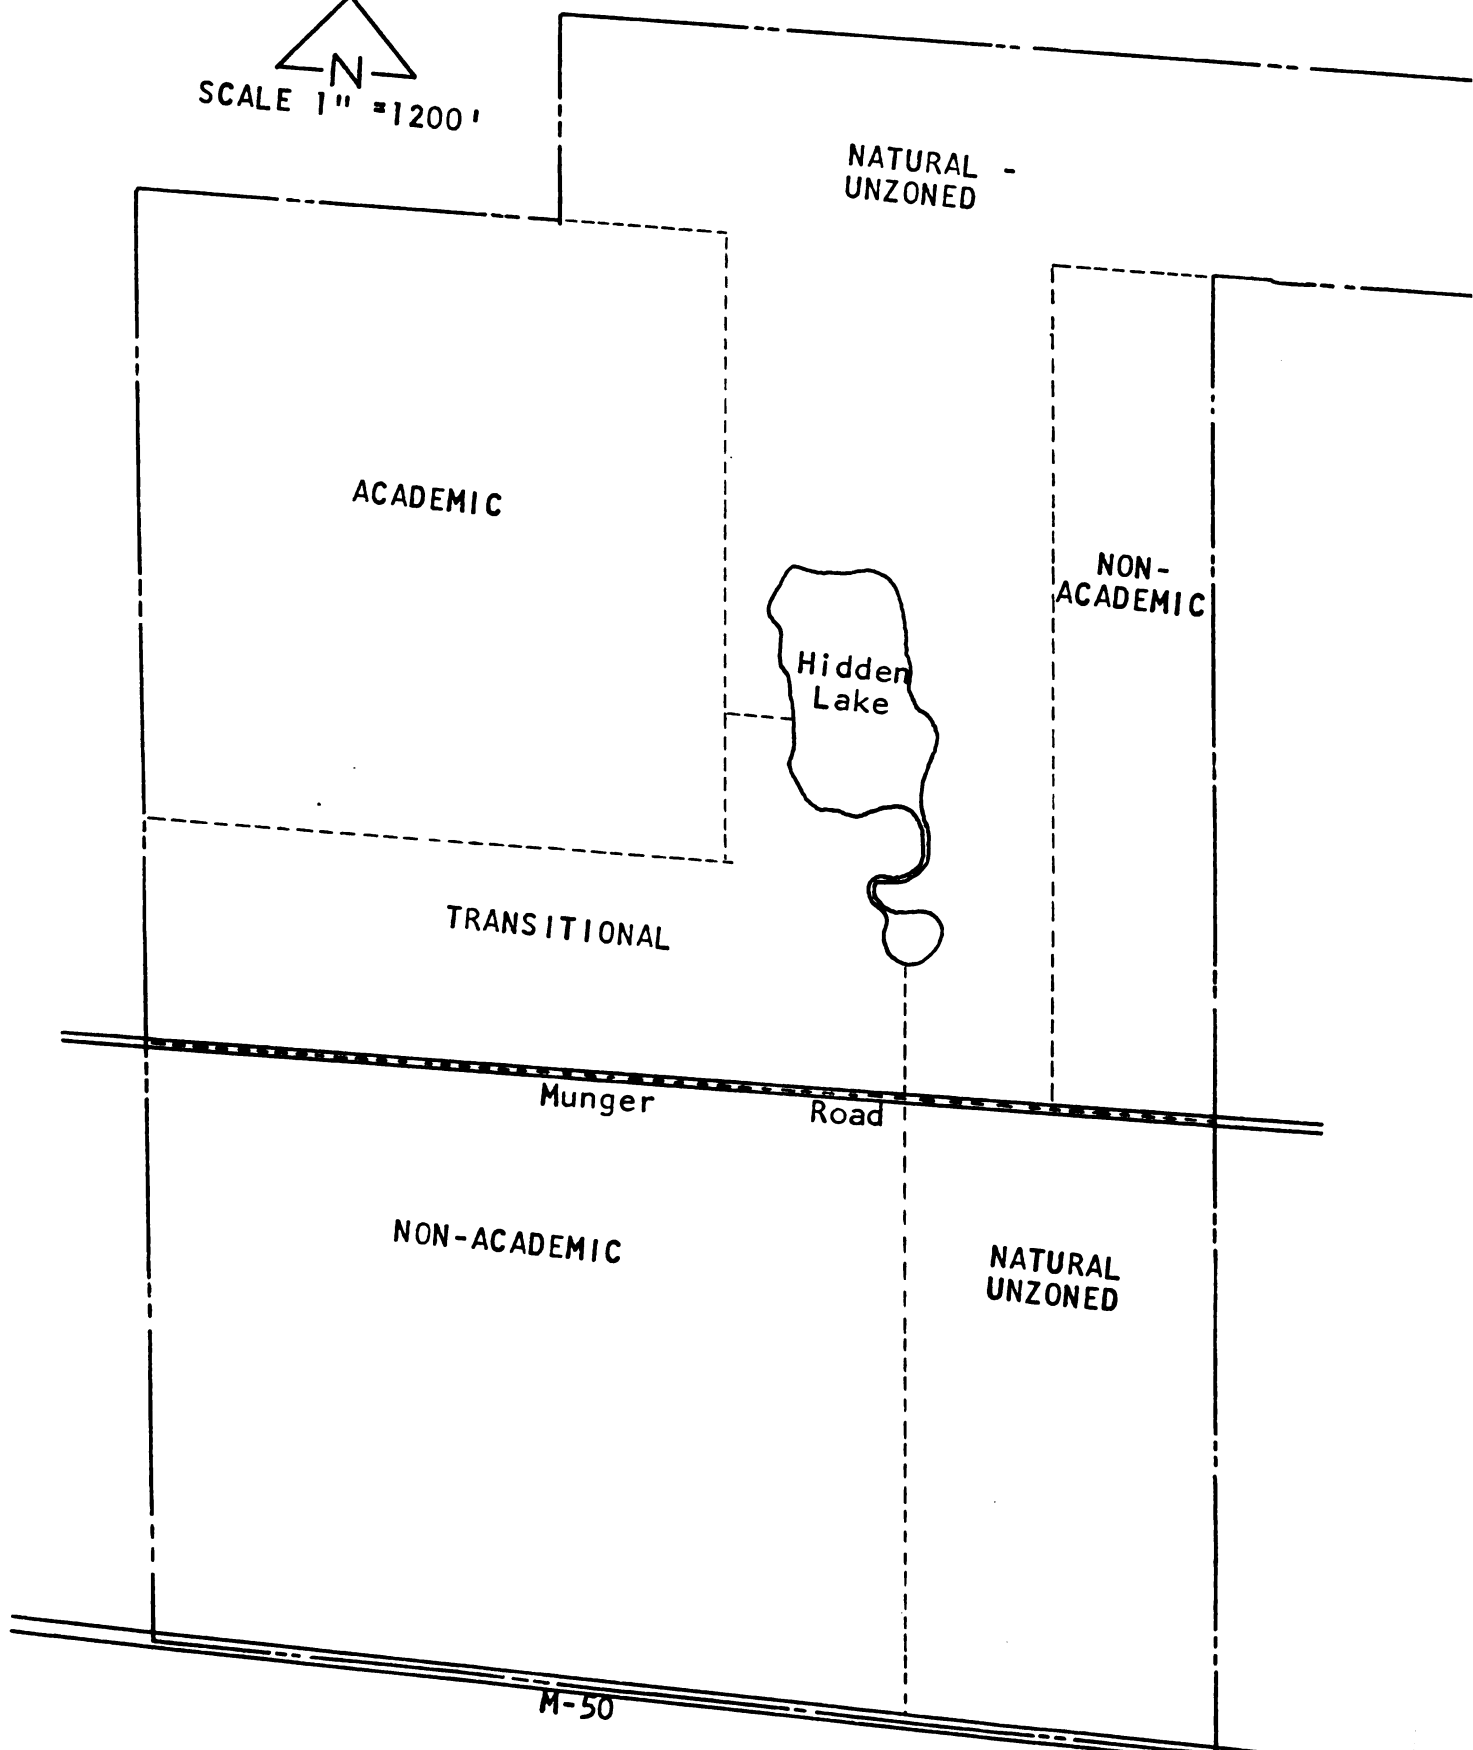 N
SCALE 1" =1200'
NATURAL -
UNZONED
ACADEMIC
NON-
ACADEMIC
Hidden
Lake
TRANSITIONAL
Munger Road
NON-ACADEMIC
NATURAL
UNZONED
M-50